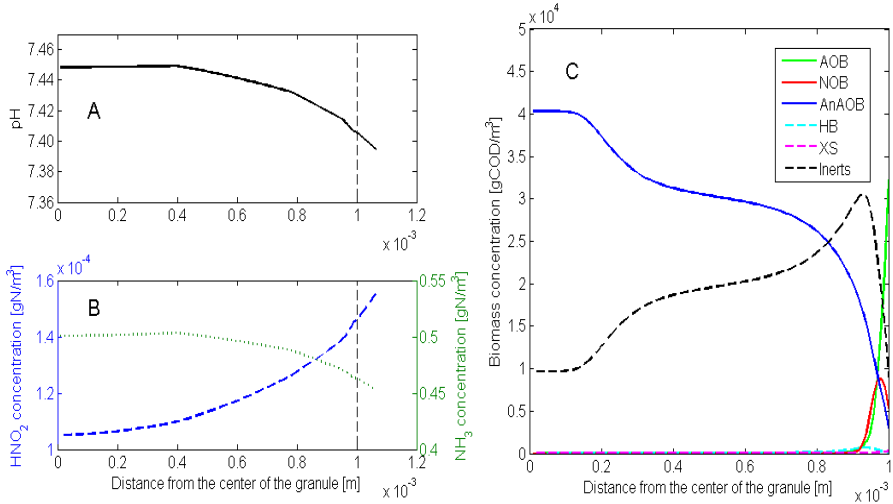 7.46
7.44
7.42
7.40
7.38
7.36
pH
A
0
0.2
0.4
0.6
0.8
1
1.2
x 10-3
x 10-4
1.6
1.4
1.2
1
HNO2 concentration [gN/m3]
B
0.55
0.5
0.45
0.4
NH3 concentration [gN/m3]
0
0.2
0.4
0.6
0.8
1
1.2
Distance from the center of the granule [m]
x 10-3
x 104
5
4.5
4
3.5
3
2.5
2
1.5
1
0.5
0
Biomass concentration [gCOD/m3]
C
AOB
NOB
AnAOB
HB
XS
Inerts
0
0.2
0.4
0.6
0.8
1
Distance from the center of the granule [m]
x 10-3